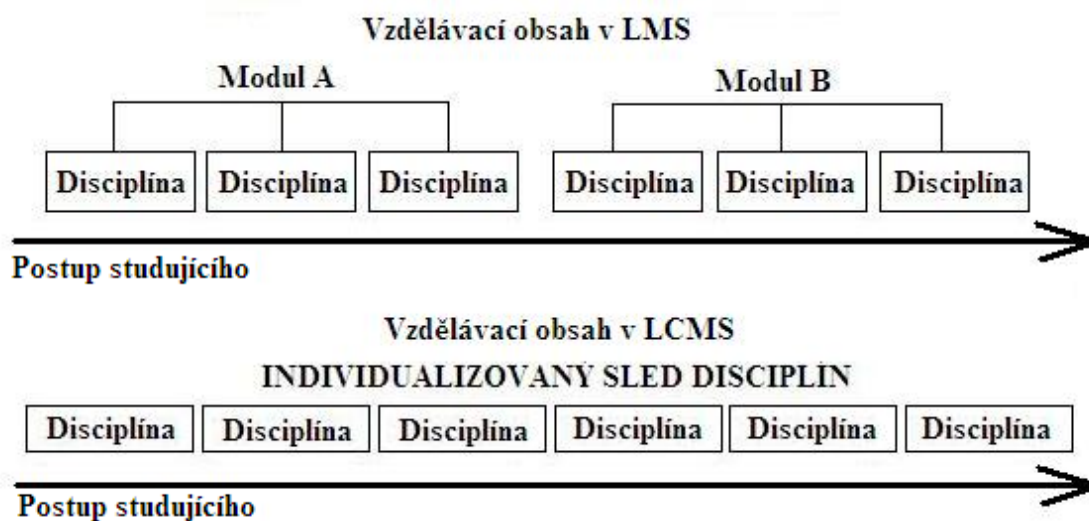 Vzdělávací obsah v LMS
Modul A Modul B
Disciplína Disciplína Disciplína Disciplína Disciplína Disciplína
Postup studujícího
Vzdělávací obsah v LCMS
INDIVIDUALIZOVANÝ SLED DISCIPLÍN
Disciplína Disciplína Disciplína Disciplína Disciplína Disciplína
Postup studujícího